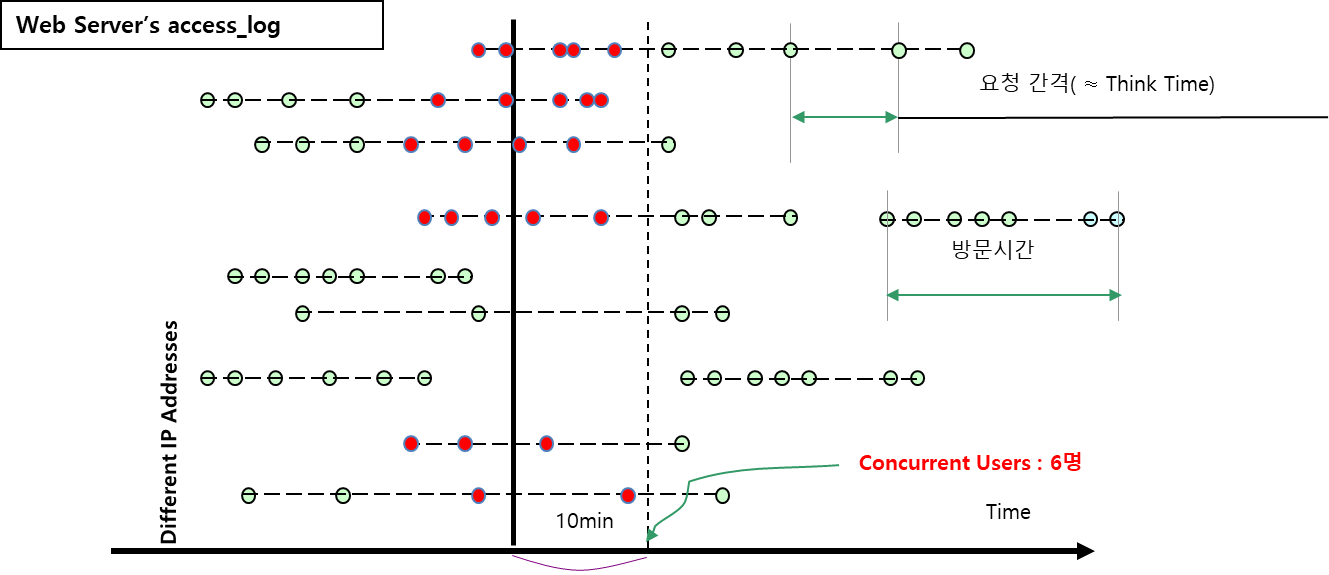 Web Server’s access_log
요청 간격( ≈ Think Time)
방문시간
Different IP Addresses
Concurrent Users : 6명
10min
Time